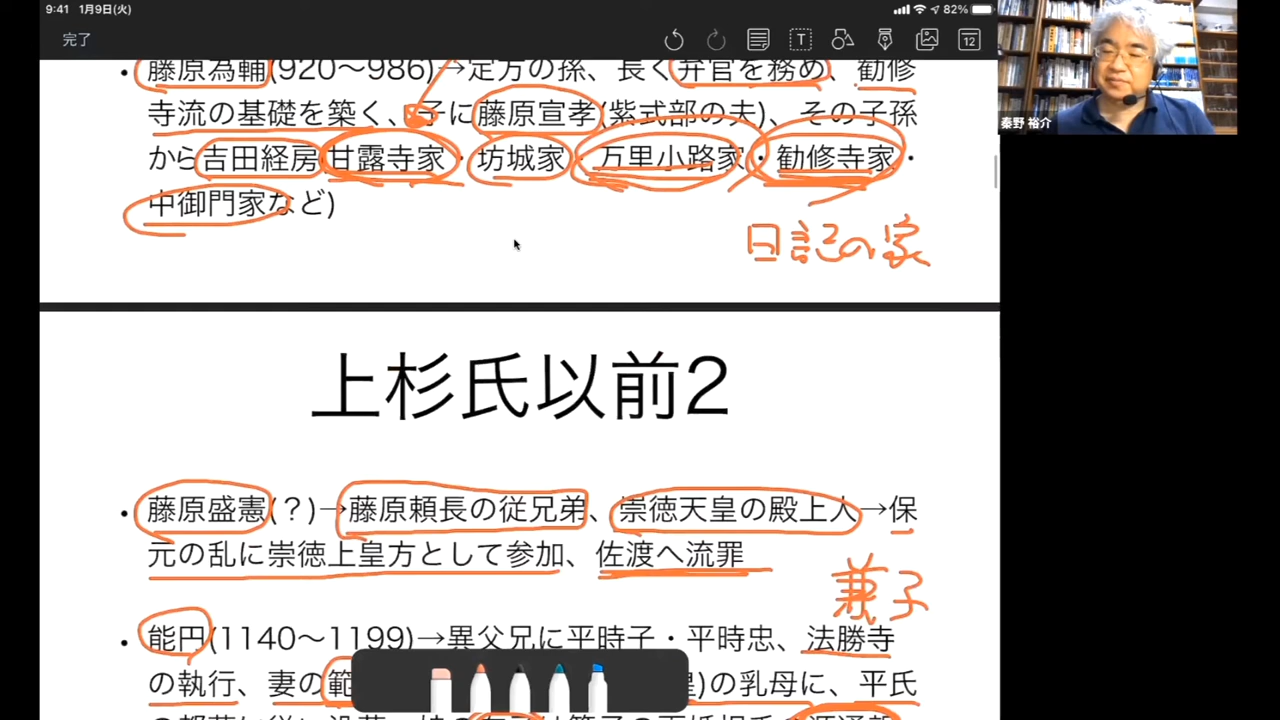 9:41 1月9日(火)
82%
完了
12
・藤原為輔(920〜986)→定方の孫、長く弁官を務め、勧修
寺流の基礎を築く、子に藤原宣孝(紫式部の夫)、その子孫
から吉田経房・甘露寺家・坊城家・万里小路家・勧修寺家・
中御門家など)
日記の家
秦野 裕介
上杉氏以前2
・藤原盛憲(？)→藤原頼長の従兄弟、崇徳天皇の殿上人→保
元の乱に崇徳上皇方として参加、佐渡へ流罪
兼子
・能円(1140〜1199)→異父兄に平時子・平時忠、法勝寺
の執行、妻の範 皇)の乳母に、平氏